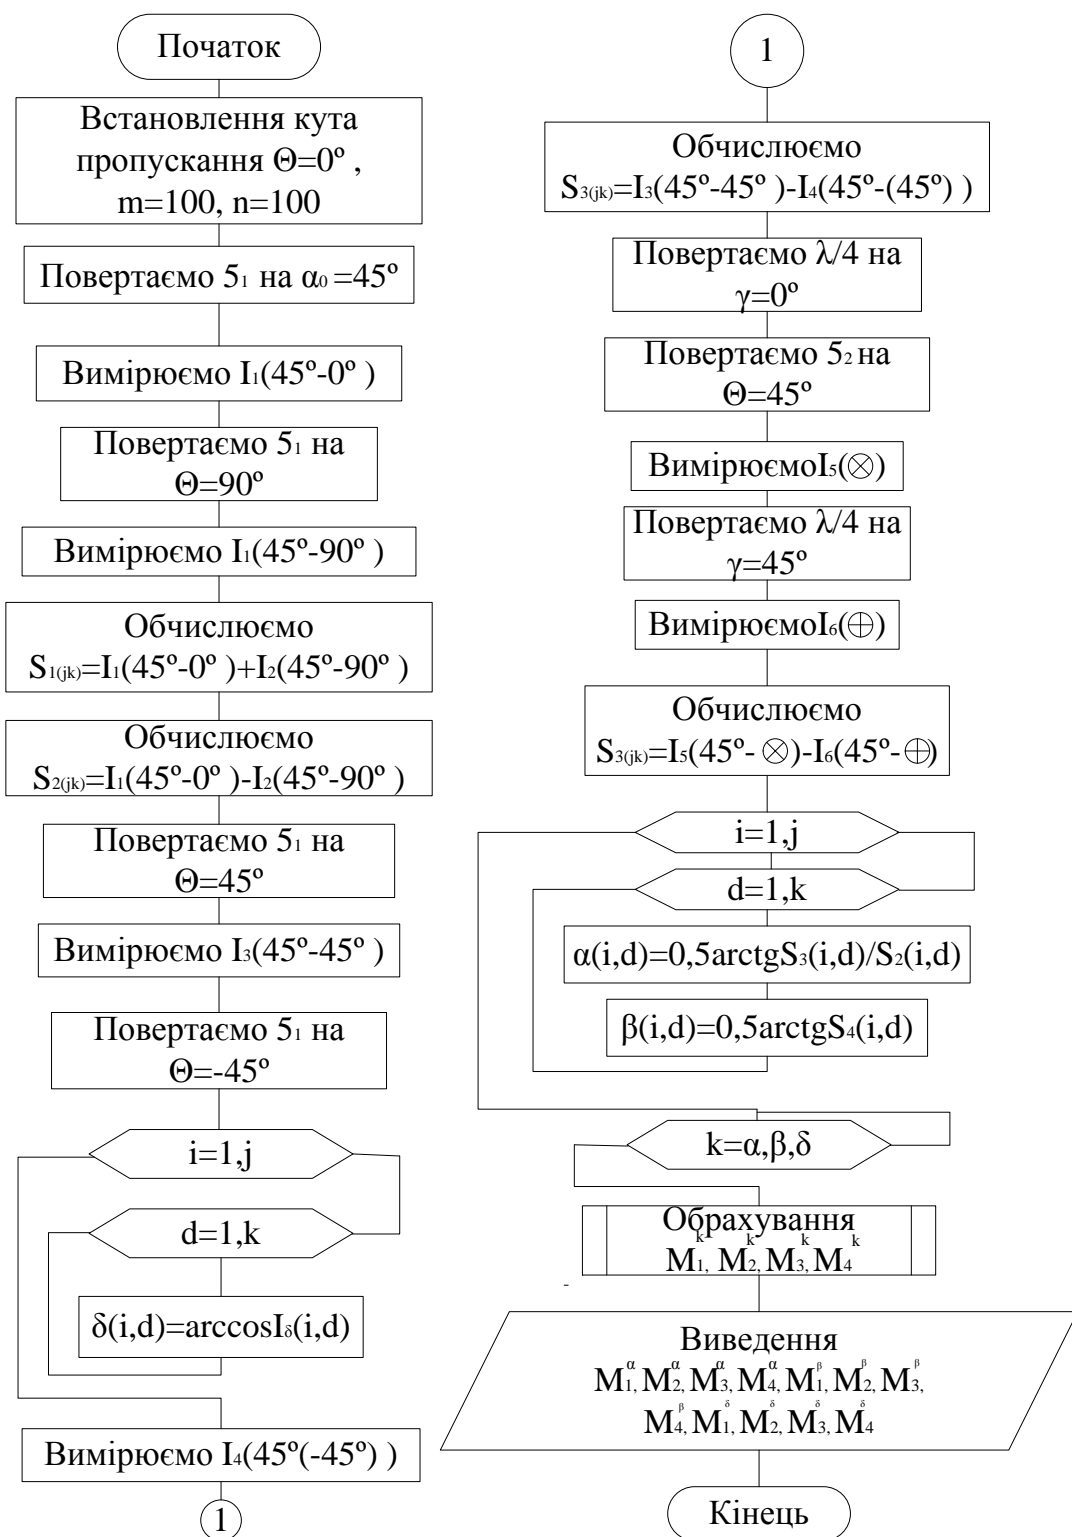 Початок
Встановлення кута
пропускання Θ=0º ,
m=100, n=100
Повертаємо 5₁ на α₀ =45º
Вимірюємо I₁(45º-0º )
Повертаємо 5₁ на
Θ=90º
Вимірюємо I₁(45º-90º )
Обчислюємо
S₁₍jk₎=I₁(45º-0º )+I₂(45º-90º )
Обчислюємо
S₂₍jk₎=I₁(45º-0º )-I₂(45º-90º )
Повертаємо 5₁ на
Θ=45º
Вимірюємо I₃(45º-45º )
Повертаємо 5₁ на
Θ=-45º
i=1,j
d=1,k
δ(i,d)=arccosI_δ(i,d)
Вимірюємо I₄(45º(-45º) )
1
1
Обчислюємо
S₃₍jk₎=I₃(45º-45º )-I₄(45º-(45º) )
Повертаємо λ/4 на
γ=0º
Повертаємо 5₂ на
Θ=45º
ВимірюємоI₅(⊗)
Повертаємо λ/4 на
γ=45º
ВимірюємоI₆(⊕)
Обчислюємо
S₃₍jk₎=I₅(45º- ⊗)-I₆(45º-⊕)
i=1,j
d=1,k
α(i,d)=0,5arctgS₃(i,d)/S₂(i,d)
β(i,d)=0,5arctgS₄(i,d)
k=α,β,δ
Обрахування
M₁ᵏ, M₂ᵏ, M₃ᵏ, M₄ᵏ
-
Виведення
M₁^α, M₂^α, M₃^α, M₄^α, M₁^β, M₂^β, M₃^β,
M₄^β, M₁^δ, M₂^δ, M₃^δ, M₄^δ
Кінець